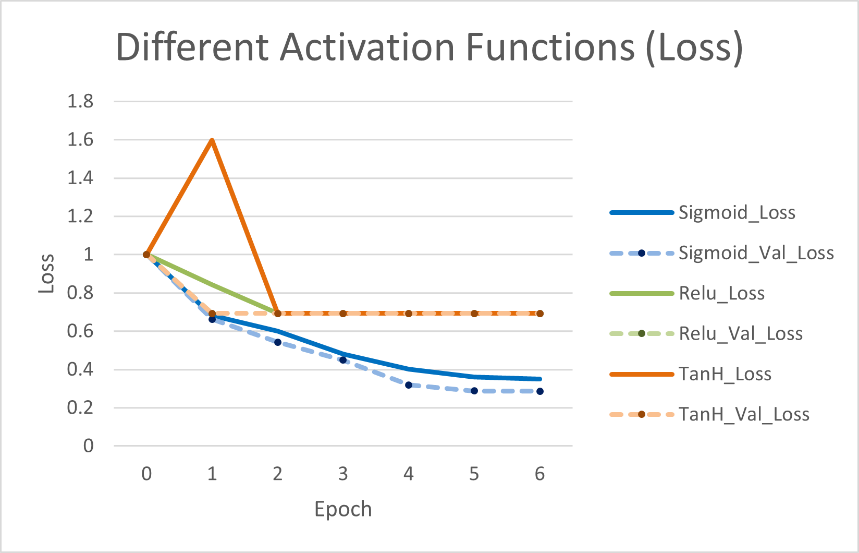 Different Activation Functions (Loss)
1.8
1.6
1.4
1.2
1
0.8
0.6
0.4
0.2
0
Loss
0 1 2 3 4 5 6
Epoch
Sigmoid_Loss
Sigmoid_Val_Loss
Relu_Loss
Relu_Val_Loss
TanH_Loss
TanH_Val_Loss